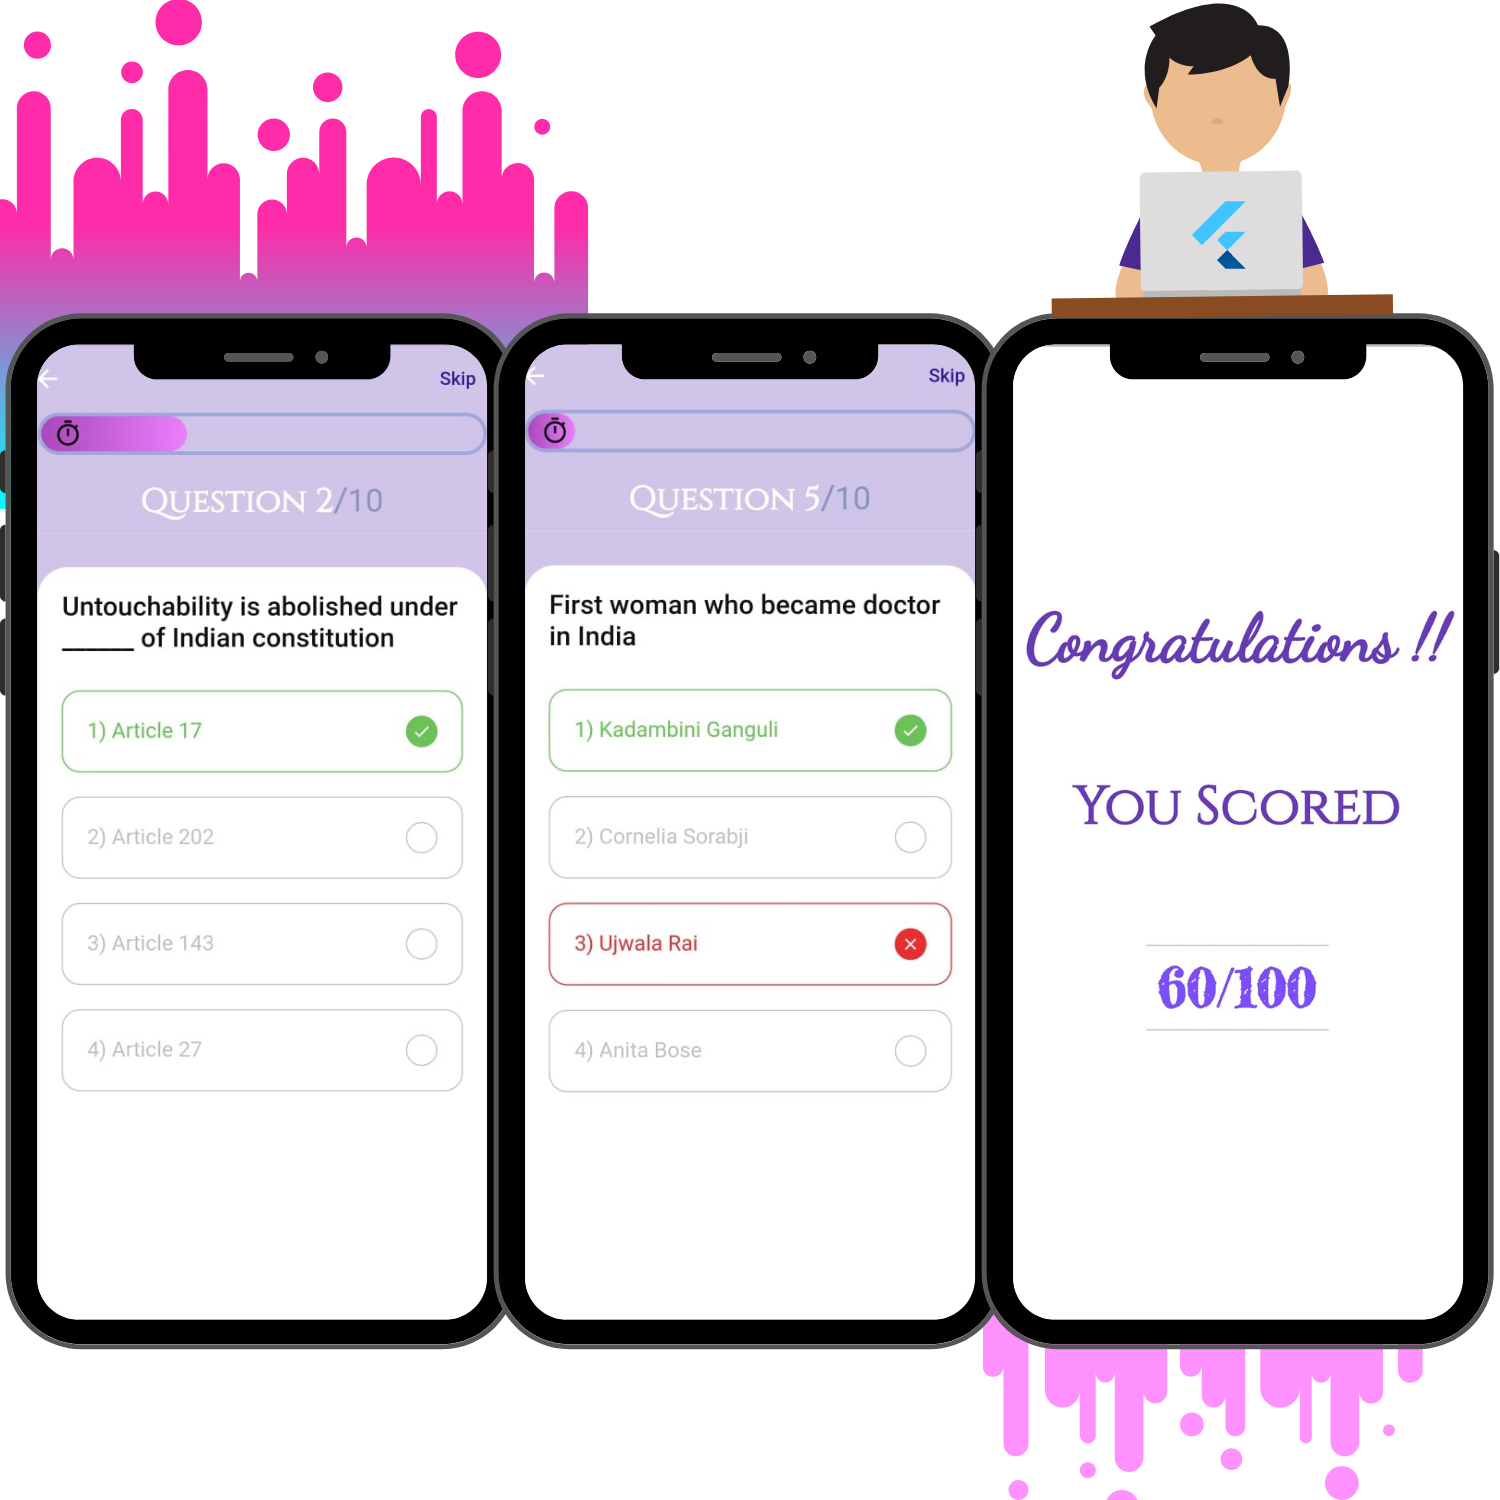 Skip
Question 2/10
Untouchability is abolished under
______ of Indian constitution
1) Article 17
2) Article 202
3) Article 143
4) Article 27
Skip
Question 5/10
First woman who became doctor
in India
1) Kadambini Ganguli
2) Cornelia Sorabji
3) Ujwala Rai
4) Anita Bose
Congratulations !!
You Scored
60/100